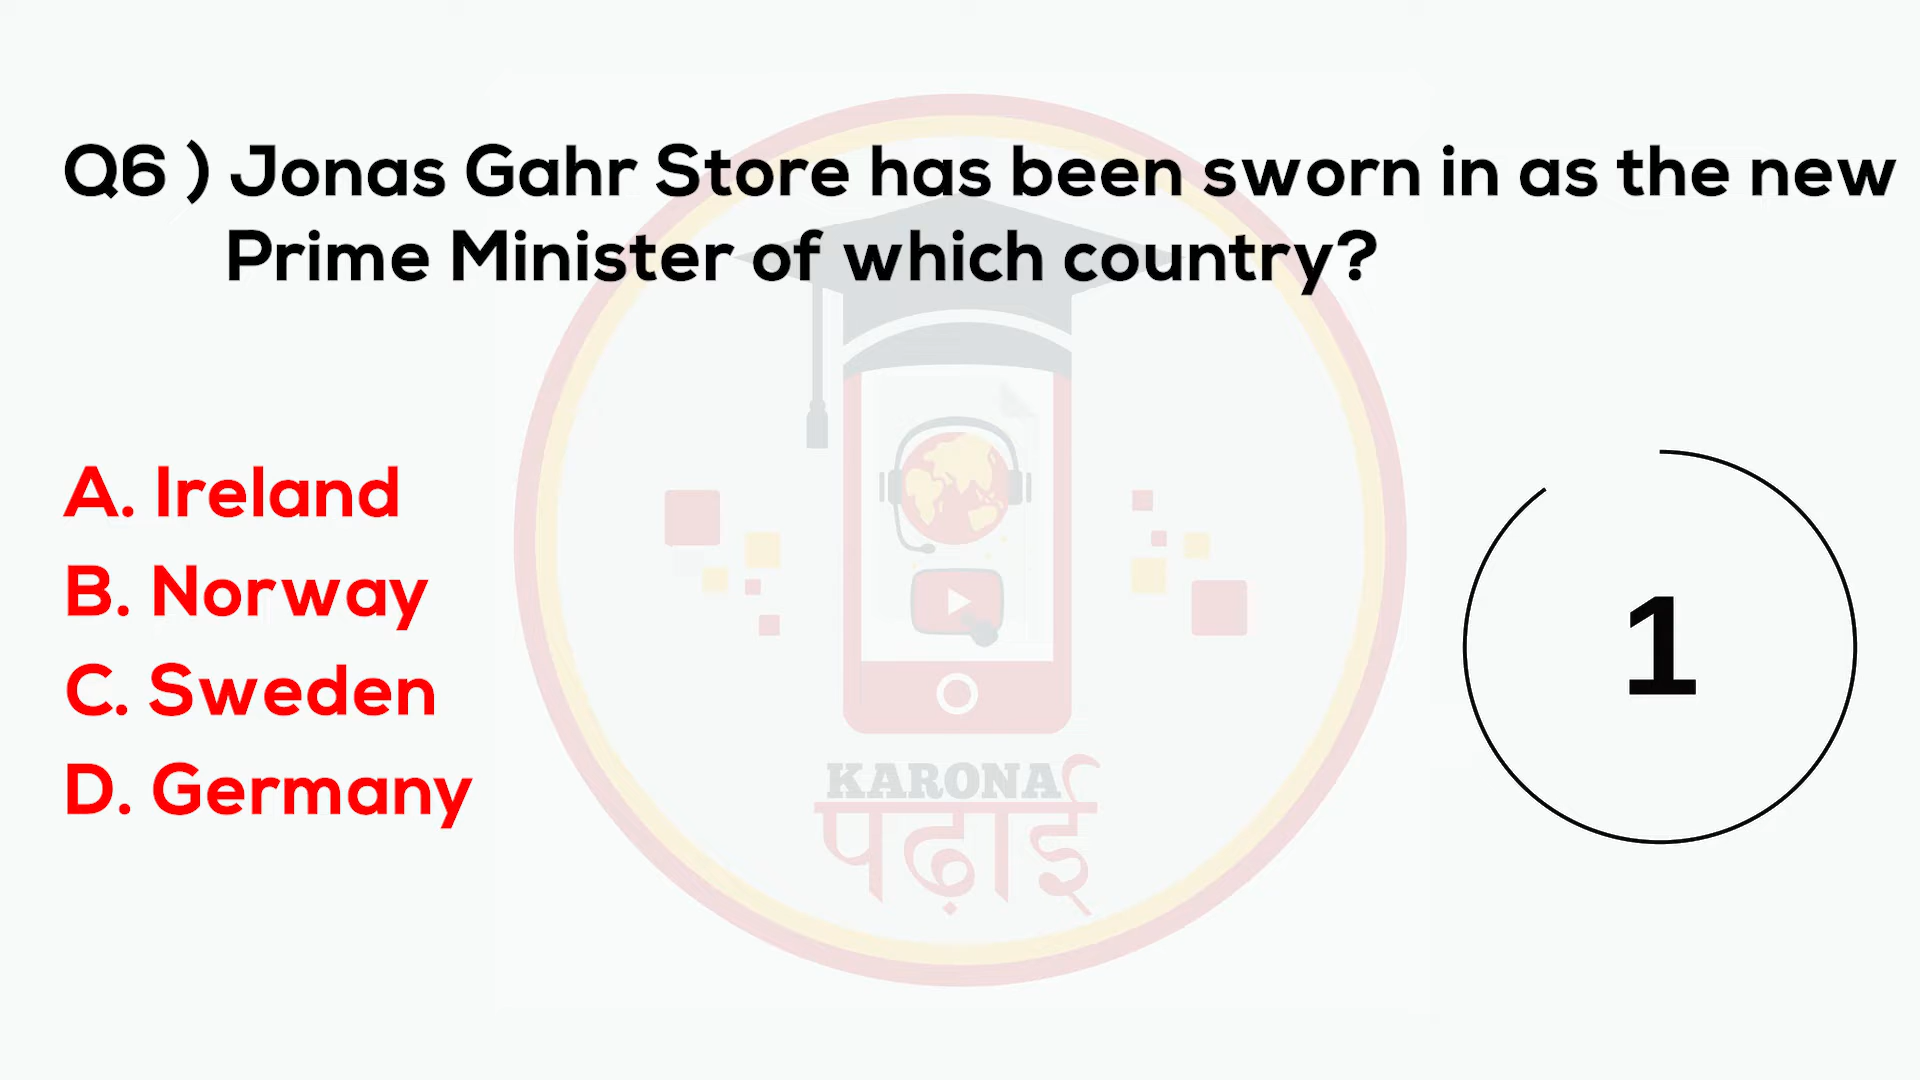 Q6 ) Jonas Gahr Store has been sworn in as the new
Prime Minister of which country?
A. Ireland
B. Norway
C. Sweden
D. Germany
1
KARONA
पढ़ाई